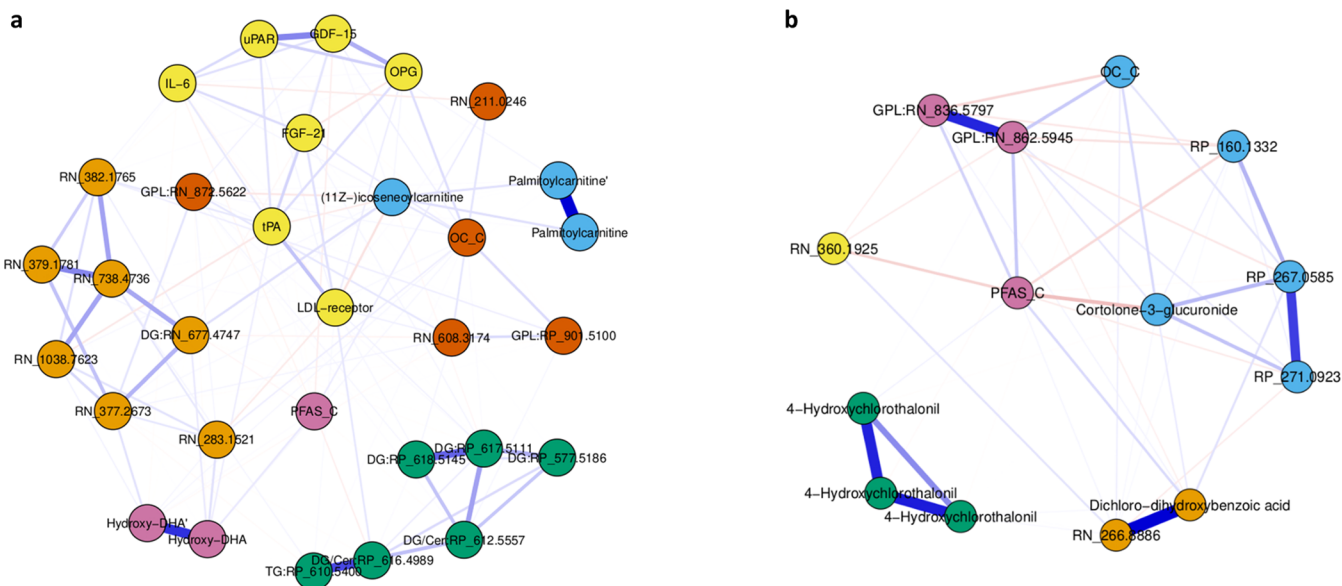 a
uPAR
GDF-15
OPG
IL-6
RN_211.0246
FGF-21
RN_382.1765
GPL:RN_872.5622
(11Z-)icoseneoylcarnitine
Palmitoylcarnitine'
Palmitoylcarnitine
tPA
OC_C
RN_379.1781
RN_738.4736
LDL-receptor
DG:RN_677.4747
RN_608.3174
GPL:RP_901.5100
RN_1038.7623
RN_377.2673
PFAS_C
RN_283.1521
DG:RP_618.5145
DG:RP_617.5111
DG:RP_577.5186
Hydroxy-DHA'
Hydroxy-DHA
DG/Cer:RP_612.5557
DG/Cer:RP_616.4989
TG:RP_610.5400
b
OC_C
GPL:RN_836.5797
GPL:RN_862.5945
RP_160.1332
RN_360.1925
RP_267.0585
PFAS_C
Cortolone-3-glucuronide
RP_271.0923
4-Hydroxychlorothalonil
4-Hydroxychlorothalonil
4-Hydroxychlorothalonil
Dichloro-dihydroxybenzoic acid
RN_266.8886